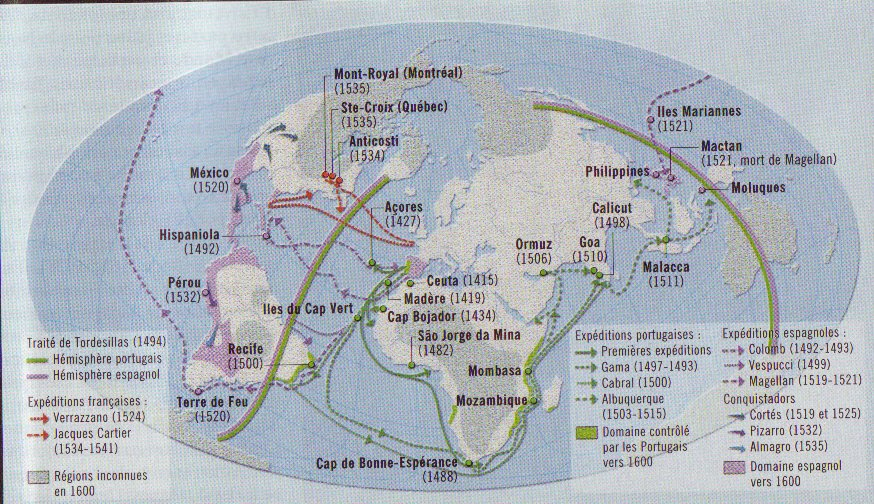 Mont-Royal (Montréal)
(1535)
Ste-Croix (Québec)
(1535)
Anticosti
(1534)
Iles Mariannes
(1521)
Mactan
(1521, mort de Magellan)
México
(1520)
Philippines
Moluques
Açores
(1427)
Calicut
(1498)
Hispaniola
(1492)
Ormuz
(1506)
Goa
(1510)
Malacca
(1511)
Pérou
(1532)
Ceuta (1415)
Madère (1419)
Iles du Cap Vert
Cap Bojador (1434)
São Jorge da Mina
(1482)
Recife
(1500)
Mombasa
Mozambique
Terre de Feu
(1520)
Cap de Bonne-Espérance
(1488)
Traité de Tordesillas (1494)
Hémisphère portugais
Hémisphère espagnol
Expéditions françaises :
Verrazzano (1524)
Jacques Cartier
(1534-1541)
Régions inconnues
en 1600
Expéditions portugaises :
Premières expéditions
Gama (1497-1493)
Cabral (1500)
Albuquerque
(1503-1515)
Domaine contrôlé
par les Portugais
vers 1600
Expéditions espagnoles :
Colomb (1492-1493)
Vespucci (1499)
Magellan (1519-1521)
Conquistadors
Cortés (1519 et 1525)
Pizarro (1532)
Almagro (1535)
Domaine espagnol
vers 1600